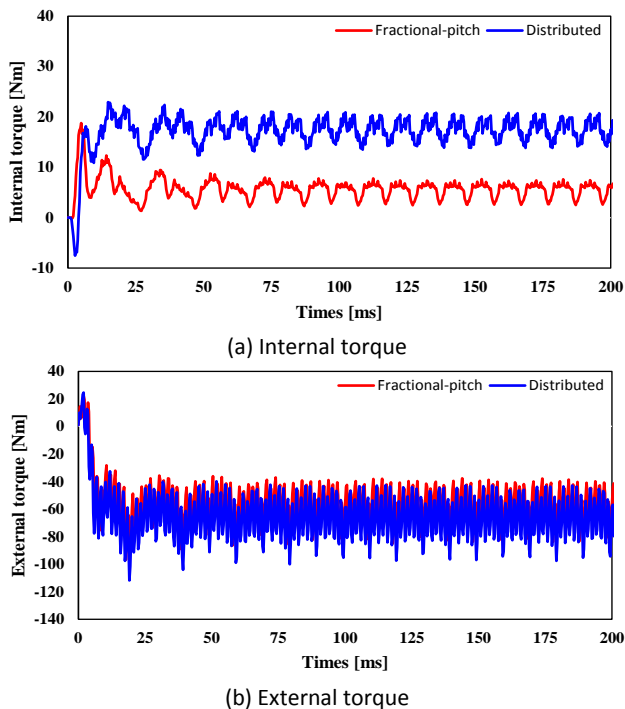 40
30
20
10
0
-10
Internal torque [Nm]
Fractional-pitch
Distributed
0 25 50 75 100 125 150 175 200
Times [ms]
(a) Internal torque
40
20
0
-20
-40
-60
-80
-100
-120
-140
External torque [Nm]
Fractional-pitch
Distributed
0 25 50 75 100 125 150 175 200
Times [ms]
(b) External torque